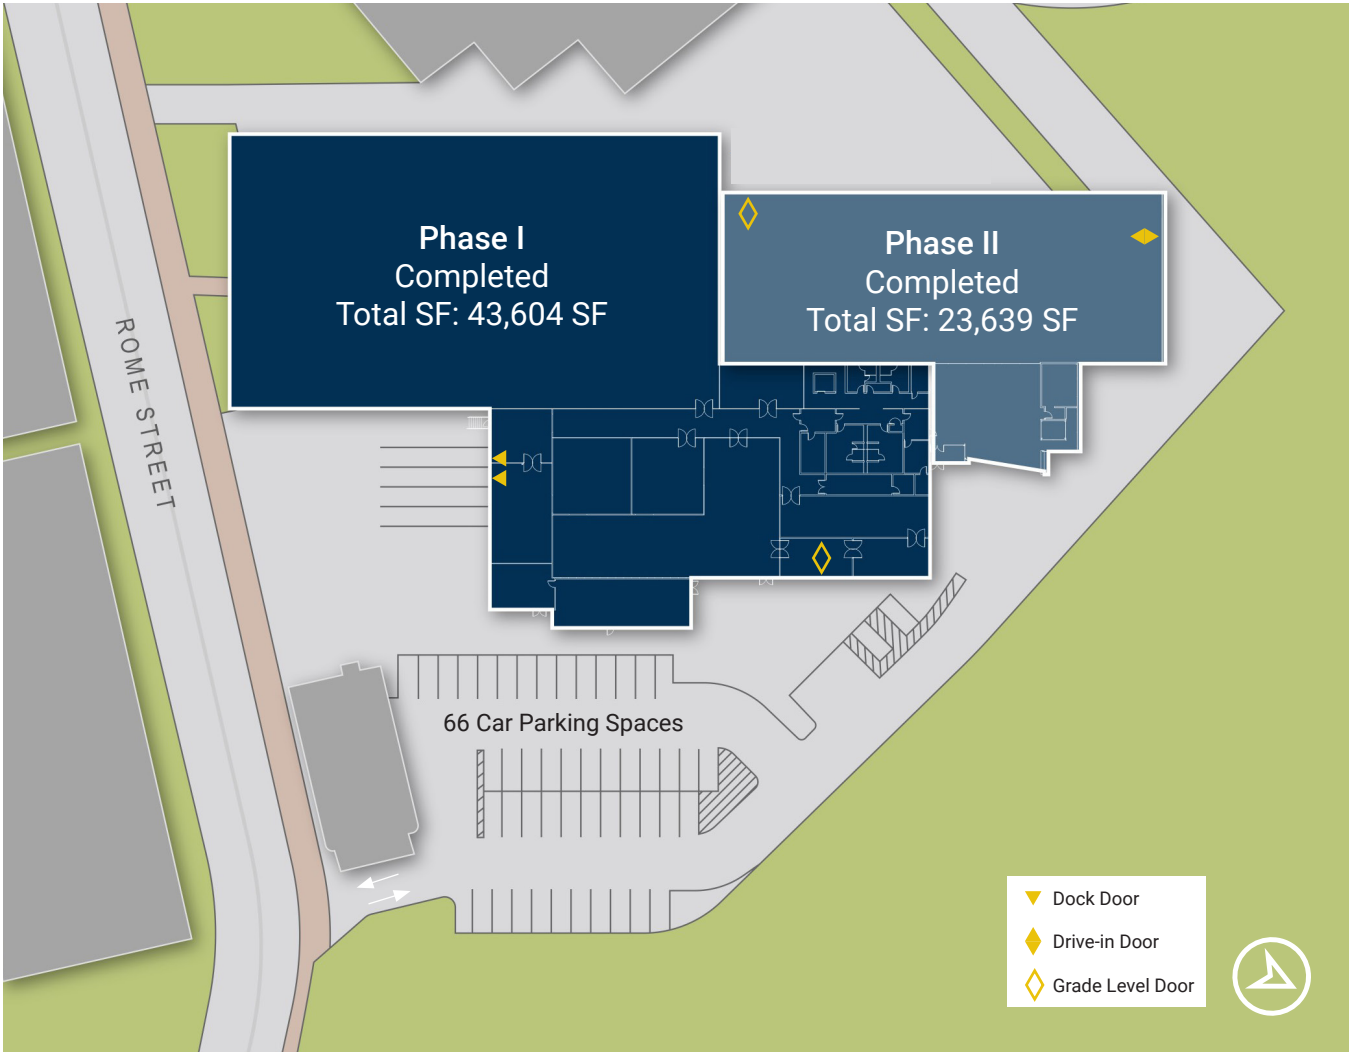 Phase I
Completed
Total SF: 43,604 SF
Phase II
Completed
Total SF: 23,639 SF
ROME STREET
66 Car Parking Spaces
Dock Door
Drive-in Door
Grade Level Door